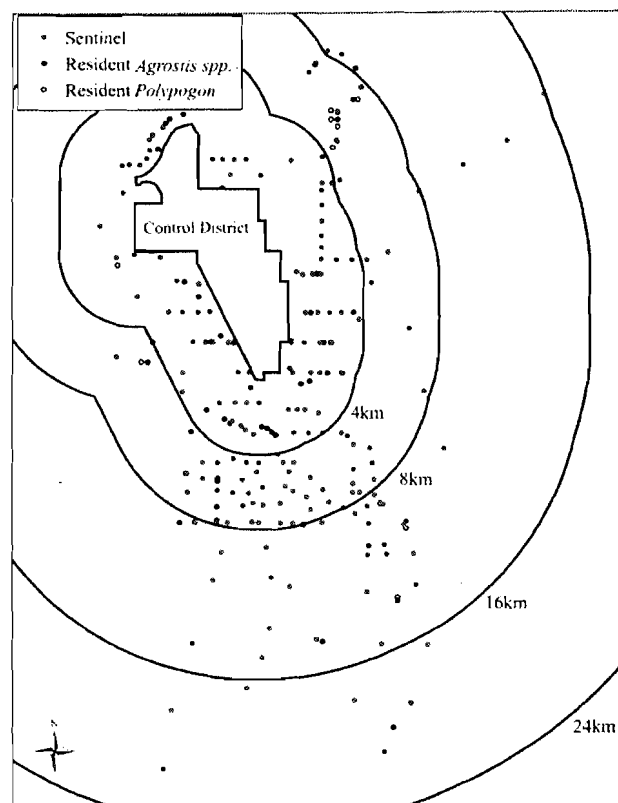 Sentinel
Resident Agrostis spp.
Resident Polypogon
Control District
4km
8km
16km
24km
N